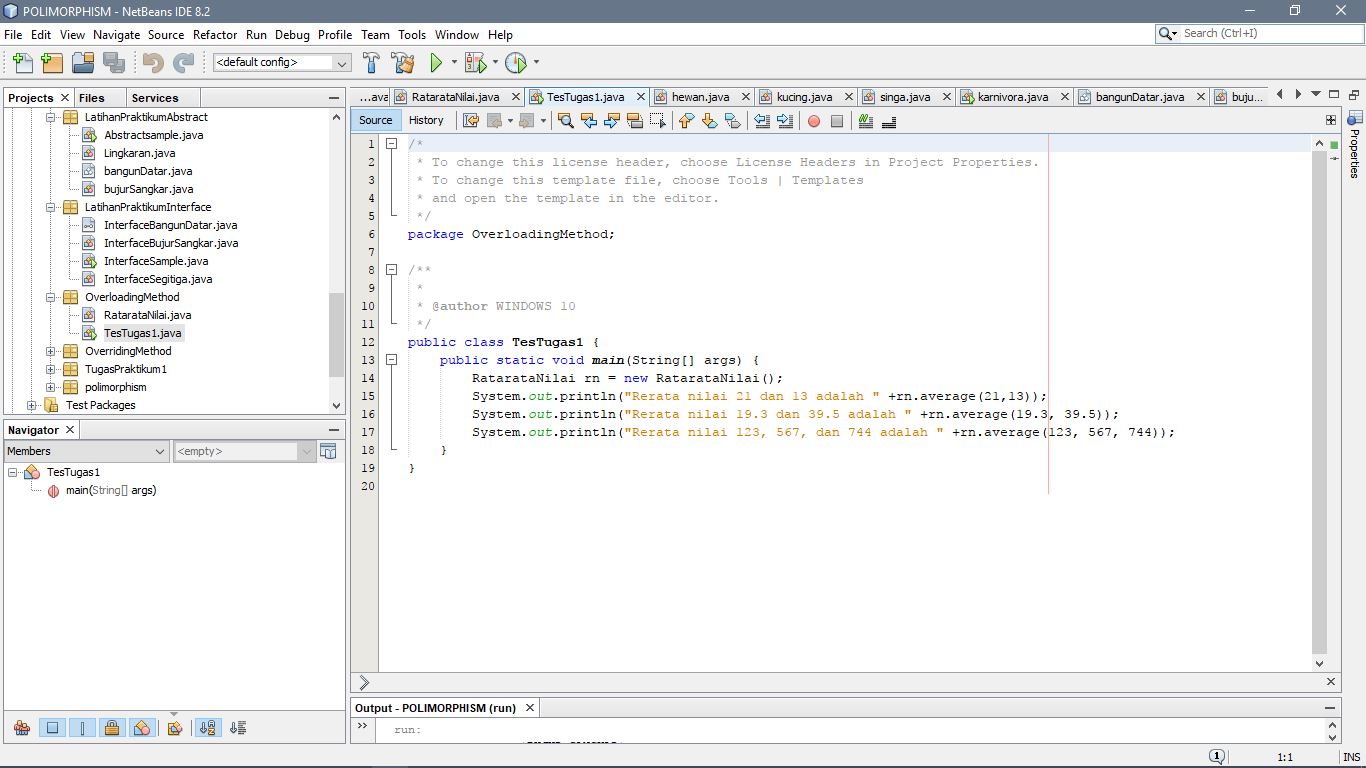 POLIMORPHISM - NetBeans IDE 8.2
File Edit View Navigate Source Refactor Run Debug Profile Team Tools Window Help
Search (Ctrl+I)
<default config>
Projects Files Services
LatihanPraktikumAbstract
Abstractsample.java
Lingkaran.java
bangunDatar.java
bujurSangkar.java
LatihanPraktikumInterface
InterfaceBangunDatar.java
InterfaceBujurSangkar.java
InterfaceSample.java
InterfaceSegitiga.java
OverloadingMethod
RatarataNilai.java
TesTugas1.java
OverridingMethod
TugasPraktikum1
polimorphism
Test Packages
Navigator
Members <empty>
TesTugas1
main(String[] args)
...ava RatarataNilai.java TesTugas1.java hewan.java kucing.java singa.java karnivora.java bangunDatar.java buju...
Source History
1 /*
2 * To change this license header, choose License Headers in Project Properties.
3 * To change this template file, choose Tools | Templates
4 * and open the template in the editor.
5 */
6 package OverloadingMethod;
7
8 /**
9 *
10 * @author WINDOWS 10
11 */
12 public class TesTugas1 {
13 public static void main(String[] args) {
14 RatarataNilai rn = new RatarataNilai();
15 System.out.println("Rerata nilai 21 dan 13 adalah " +rn.average(21,13));
16 System.out.println("Rerata nilai 19.3 dan 39.5 adalah " +rn.average(19.3, 39.5));
17 System.out.println("Rerata nilai 123, 567, dan 744 adalah " +rn.average(123, 567, 744));
18 }
19 }
20
Properties
Output - POLIMORPHISM (run)
run:
1 1:1 INS